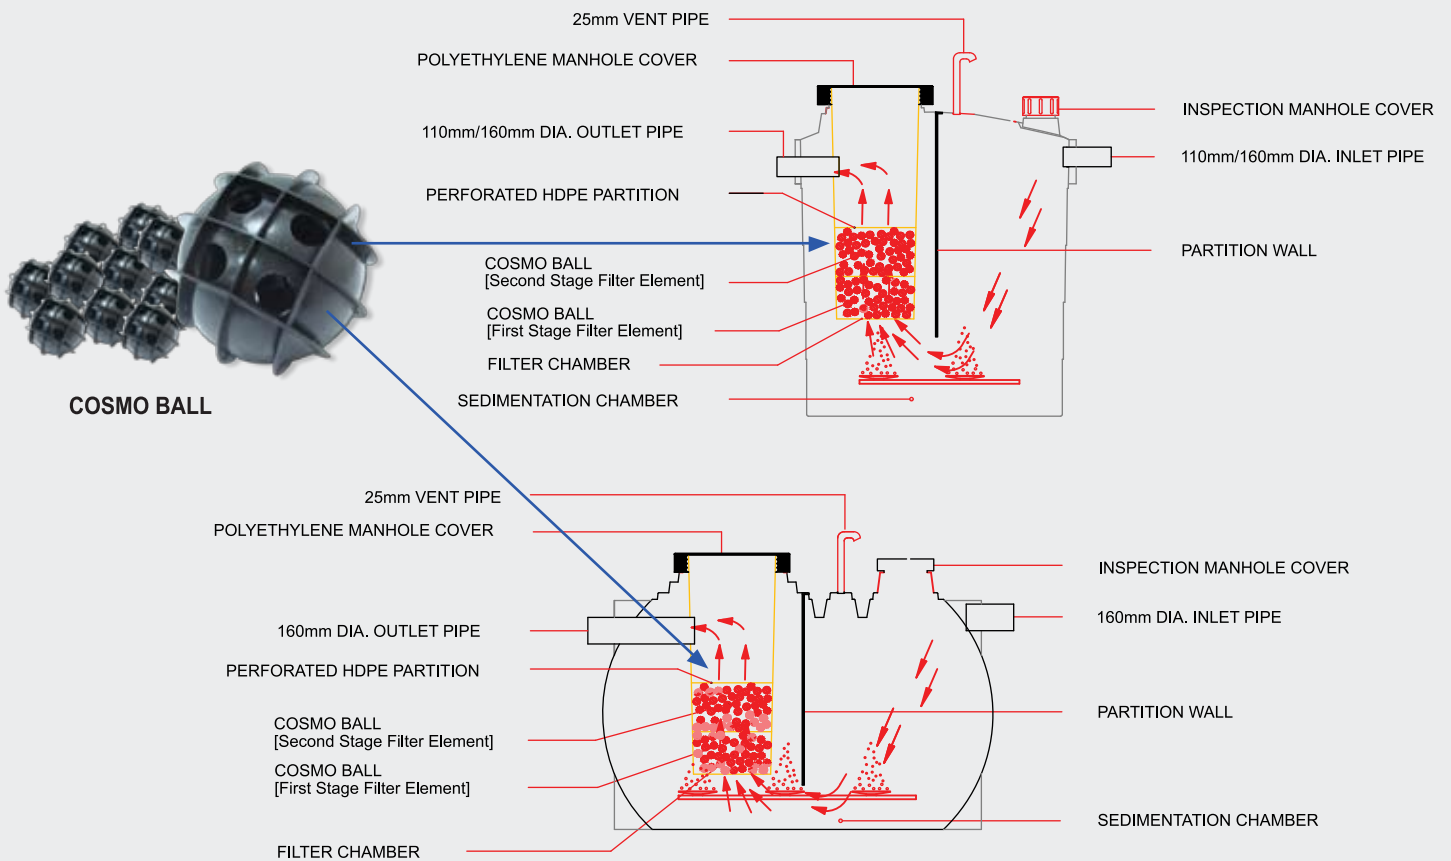 25mm VENT PIPE
POLYETHYLENE MANHOLE COVER
INSPECTION MANHOLE COVER
110mm/160mm DIA. OUTLET PIPE
110mm/160mm DIA. INLET PIPE
PERFORATED HDPE PARTITION
PARTITION WALL
COSMO BALL
[Second Stage Filter Element]
COSMO BALL
[First Stage Filter Element]
FILTER CHAMBER
SEDIMENTATION CHAMBER
COSMO BALL
25mm VENT PIPE
POLYETHYLENE MANHOLE COVER
INSPECTION MANHOLE COVER
160mm DIA. OUTLET PIPE
160mm DIA. INLET PIPE
PERFORATED HDPE PARTITION
PARTITION WALL
COSMO BALL
[Second Stage Filter Element]
COSMO BALL
[First Stage Filter Element]
SEDIMENTATION CHAMBER
FILTER CHAMBER